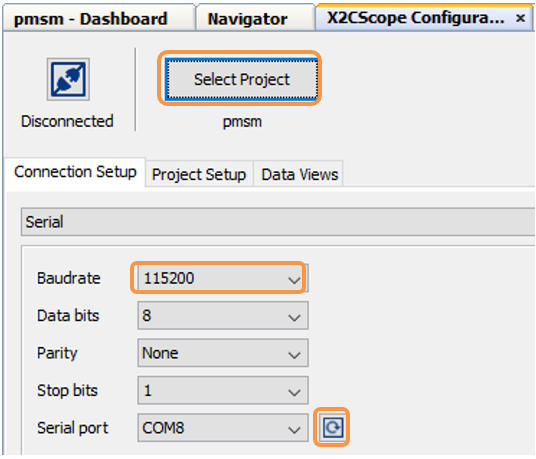 pmsm - Dashboard Navigator X2CScope Configura... ×
Select Project
Disconnected pmsm
Connection Setup Project Setup Data Views
Serial
Baudrate 115200
Data bits 8
Parity None
Stop bits 1
Serial port COM8